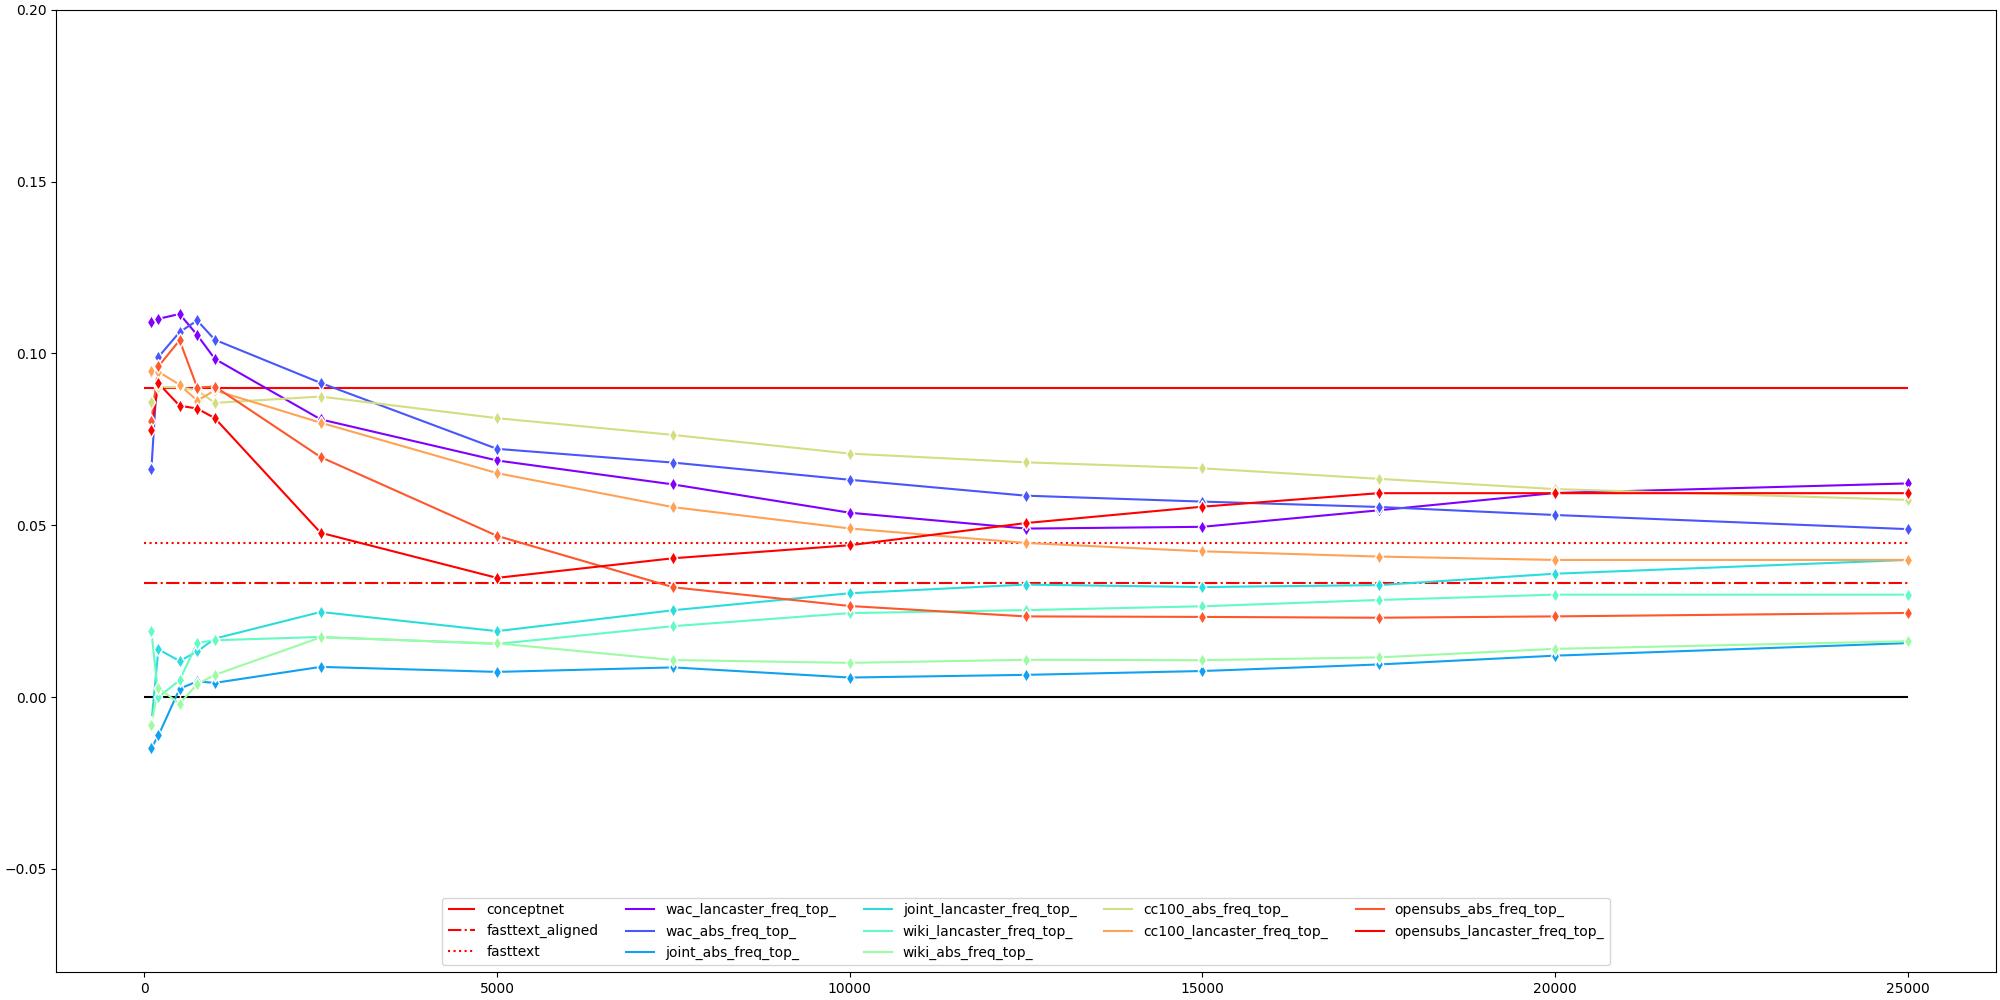 0.20
0.15
0.10
0.05
0.00
−0.05
conceptnet
fasttext_aligned
fasttext
wac_lancaster_freq_top_
wac_abs_freq_top_
joint_abs_freq_top_
joint_lancaster_freq_top_
wiki_lancaster_freq_top_
wiki_abs_freq_top_
cc100_abs_freq_top_
cc100_lancaster_freq_top_
opensubs_abs_freq_top_
opensubs_lancaster_freq_top_
0 5000 10000 15000 20000 25000